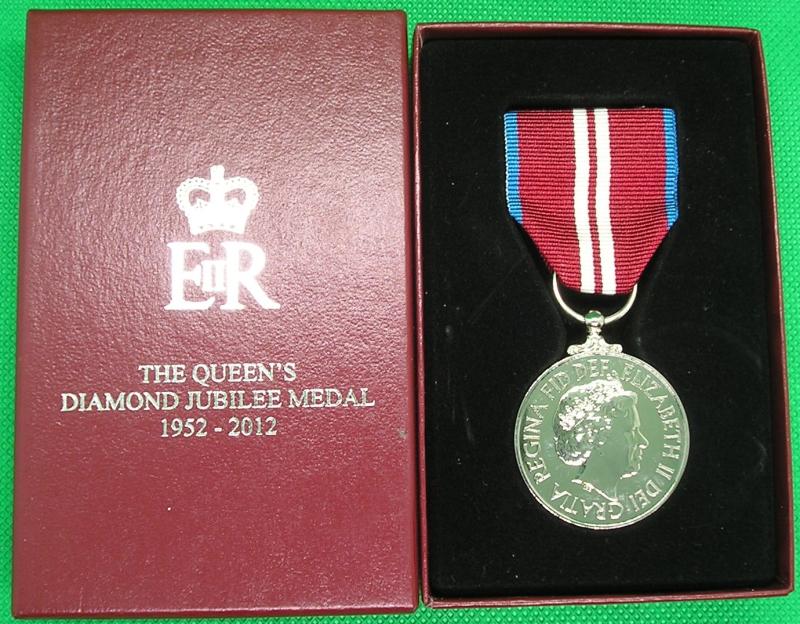 EIIR
THE QUEEN'S
DIAMOND JUBILEE MEDAL
1952 - 2012
ELIZABETH II DEI GRATIA REGINA FID DEF